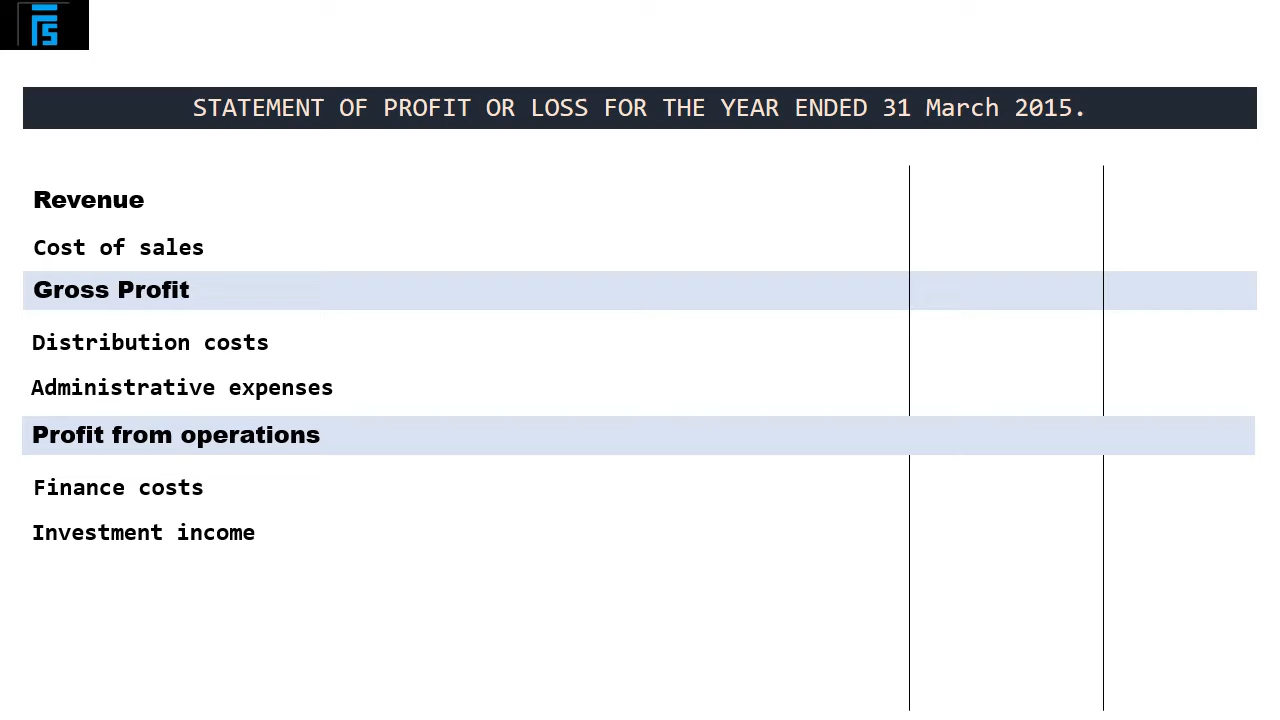 STATEMENT OF PROFIT OR LOSS FOR THE YEAR ENDED 31 March 2015.
Revenue
Cost of sales
Gross Profit
Distribution costs
Administrative expenses
Profit from operations
Finance costs
Investment income